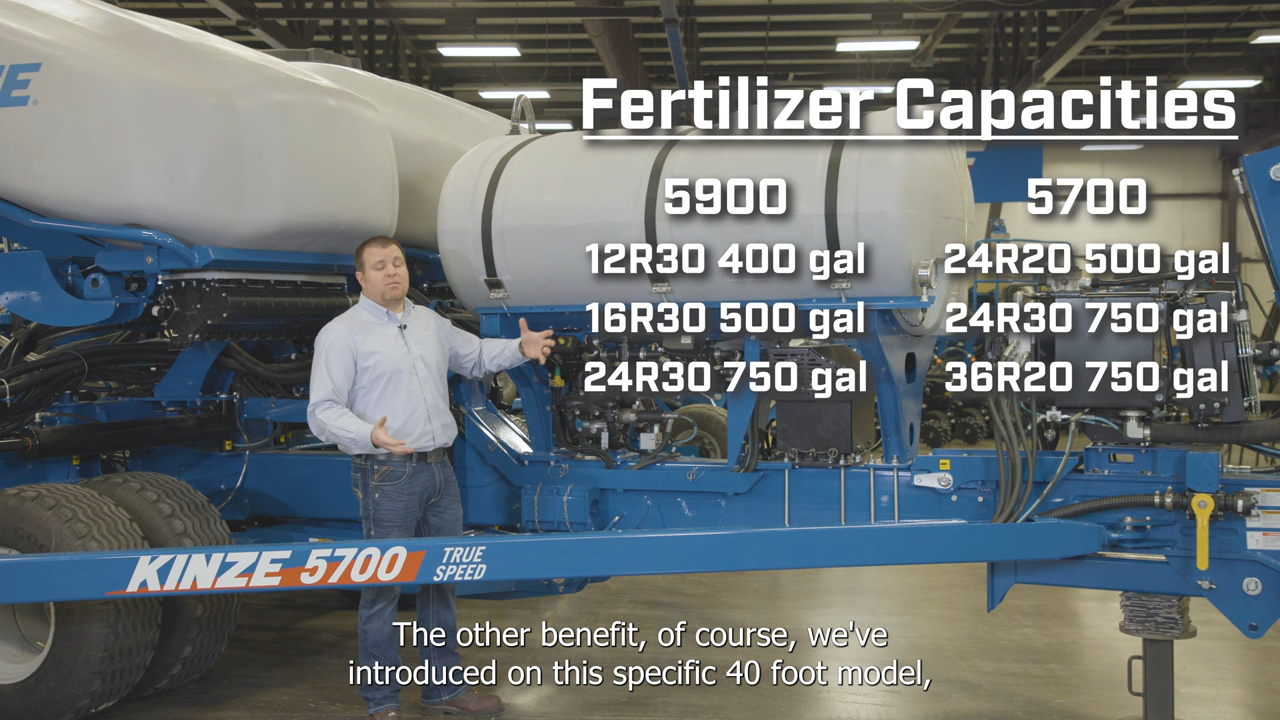 Fertilizer Capacities
5900
12R30 400 gal
16R30 500 gal
24R30 750 gal
5700
24R20 500 gal
24R30 750 gal
36R20 750 gal
KINZE 5700
TRUE
SPEED
The other benefit, of course, we've
introduced on this specific 40 foot model,